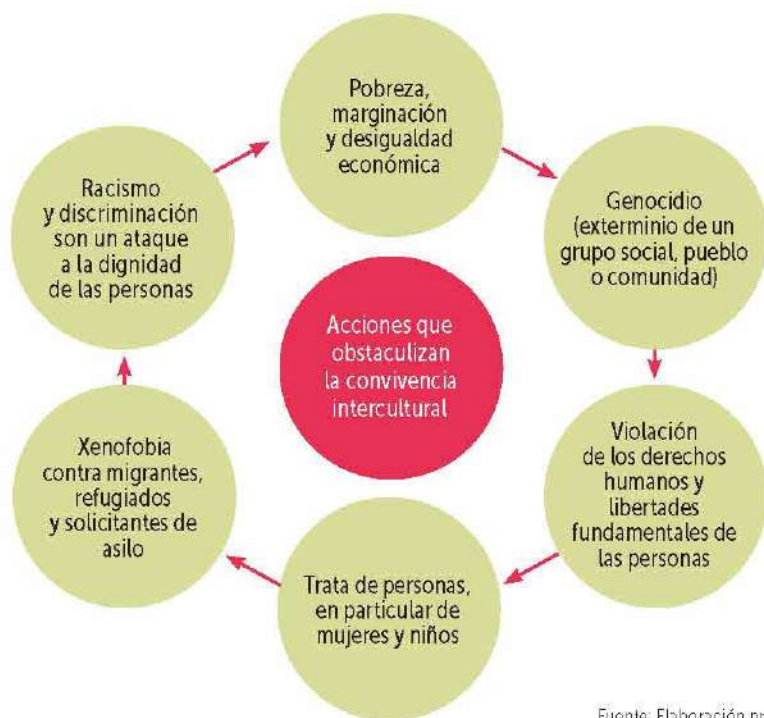 Pobreza,
marginación
y desigualdad
económica
Genocidio
(exterminio de un
grupo social, pueblo
o comunidad)
Violación
de los derechos
humanos y
libertades
fundamentales de
las personas
Trata de personas,
en particular de
mujeres y niños
Xenofobia
contra migrantes,
refugiados
y solicitantes de
asilo
Racismo
y discriminación
son un ataque
a la dignidad
de las personas
Acciones que
obstaculizan
la convivencia
intercultural
Fuente: Elaboración